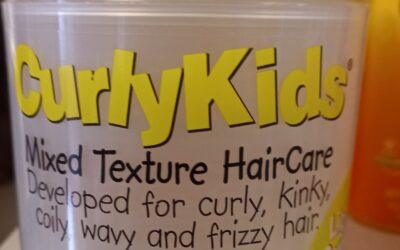 CurlyKids®
Mixed Texture HairCare
Developed for curly, kinky,
coily, wavy and frizzy hair.